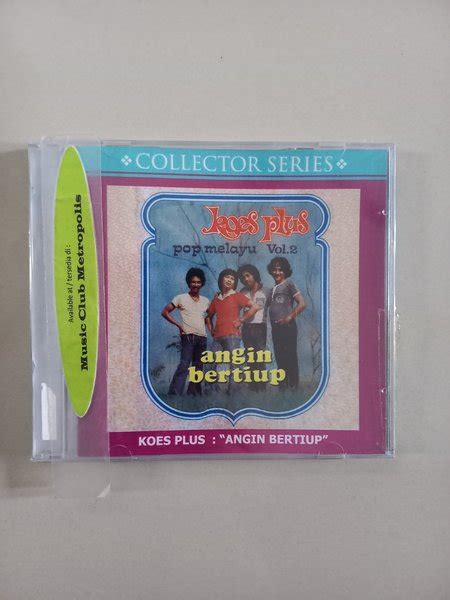 COLLECTOR SERIES
Available at / tersedia di :
Music Club Metropolis
koes plus
pop melayu Vol.2
angin
bertiup
KOES PLUS : "ANGIN BERTIUP"